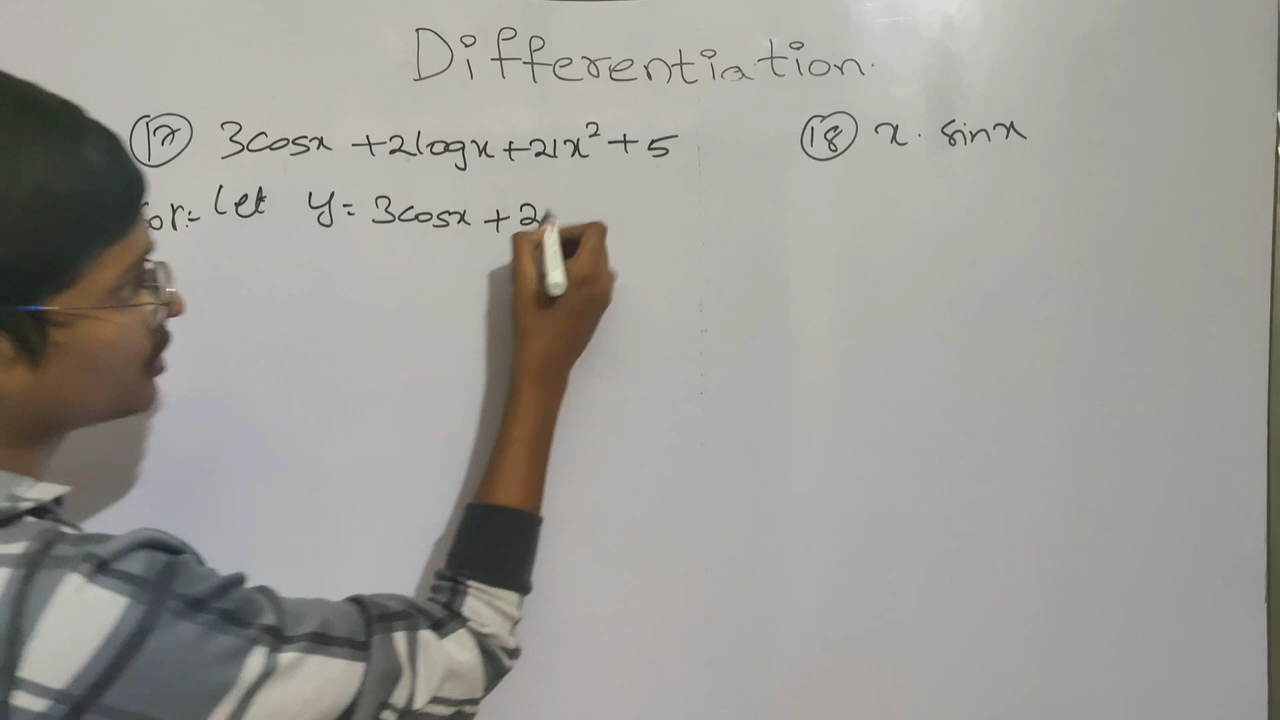 Differentiation.
⑰ 3cosx + 2logx + 21x² + 5
⑱ x . sinx
let y = 3cosx + 2